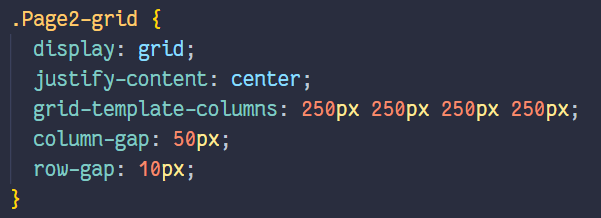 .Page2-grid {
  display: grid;
  justify-content: center;
  grid-template-columns: 250px 250px 250px 250px;
  column-gap: 50px;
  row-gap: 10px;
}